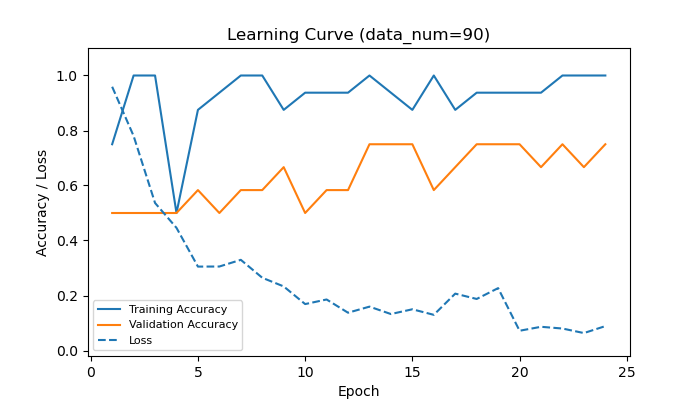 Learning Curve (data_num=90)
Accuracy / Loss
1.0
0.8
0.6
0.4
0.2
0.0
Training Accuracy
Validation Accuracy
Loss
0 5 10 15 20 25
Epoch